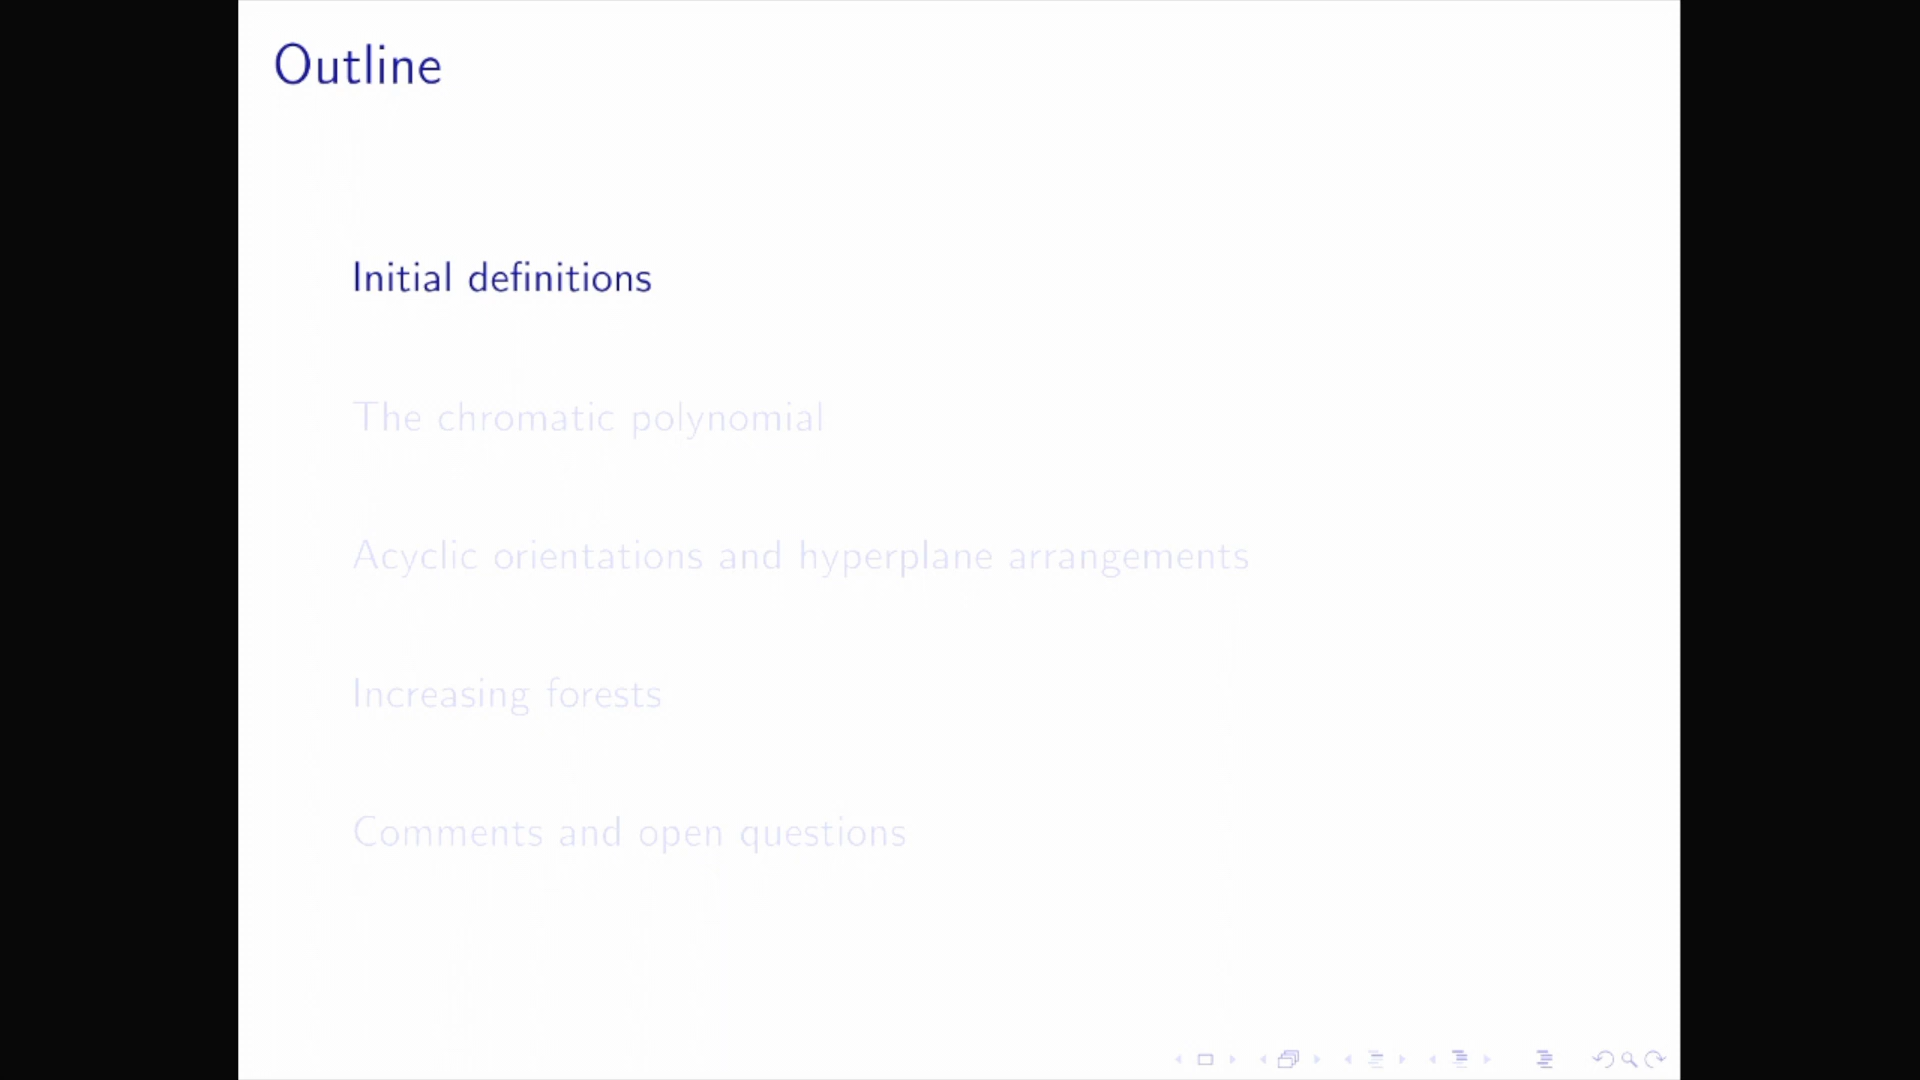 Outline
Initial definitions
The chromatic polynomial
Acyclic orientations and hyperplane arrangements
Increasing forests
Comments and open questions